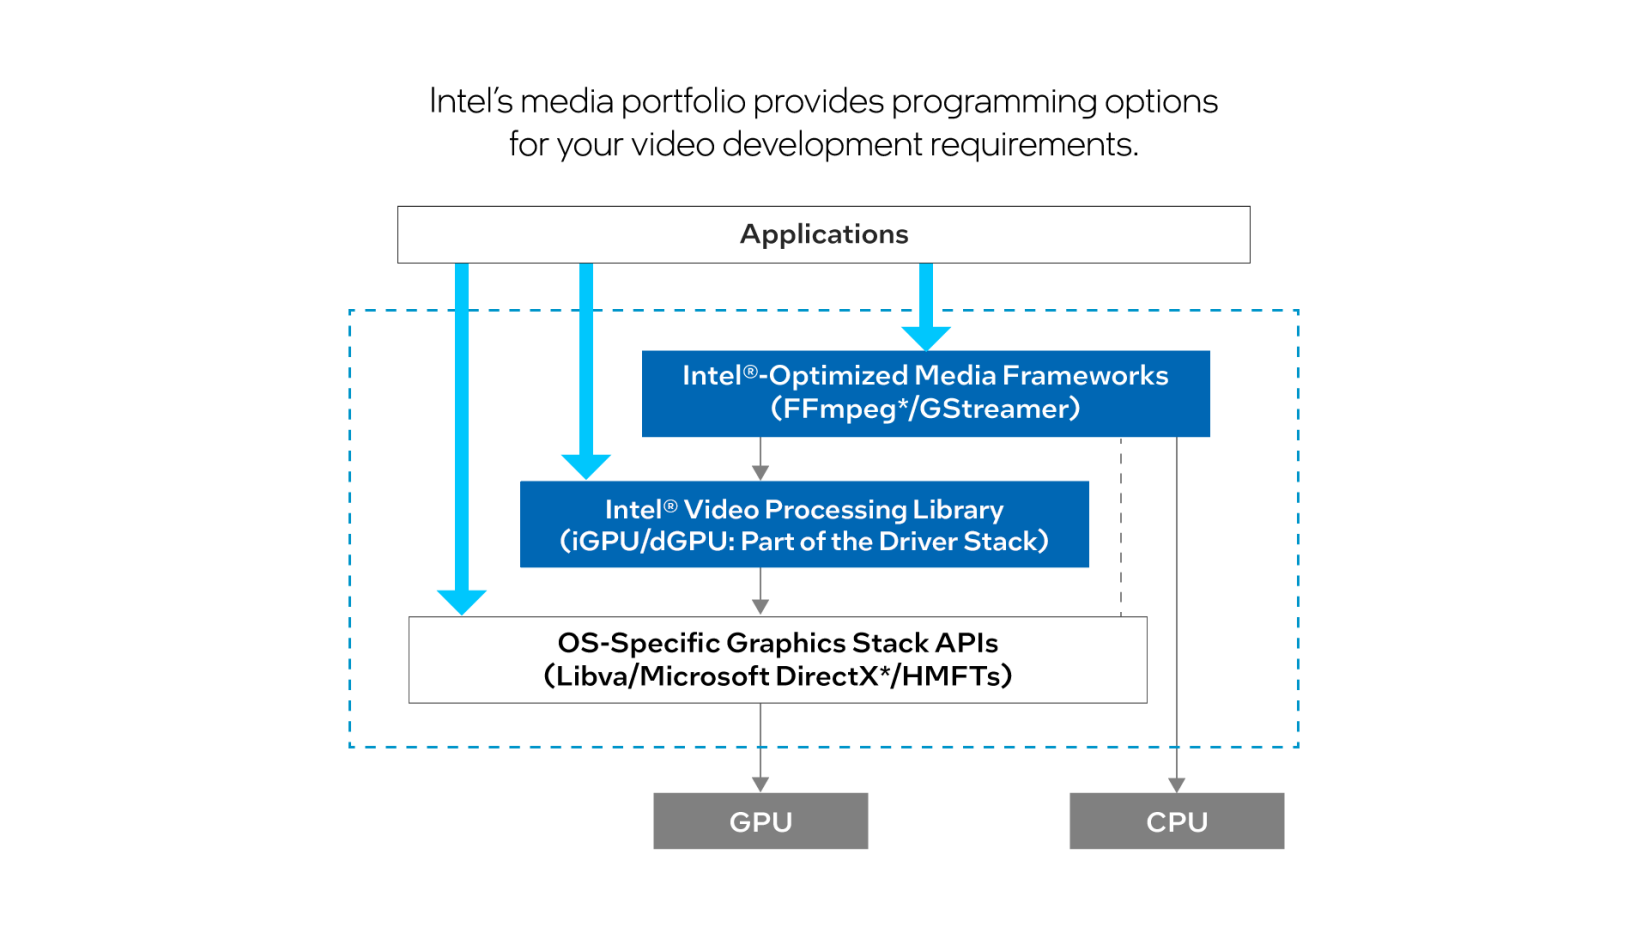 Intel’s media portfolio provides programming options
for your video development requirements.
Applications
Intel®-Optimized Media Frameworks
(FFmpeg*/GStreamer)
Intel® Video Processing Library
(iGPU/dGPU: Part of the Driver Stack)
OS-Specific Graphics Stack APIs
(Libva/Microsoft DirectX*/HMFTs)
GPU
CPU